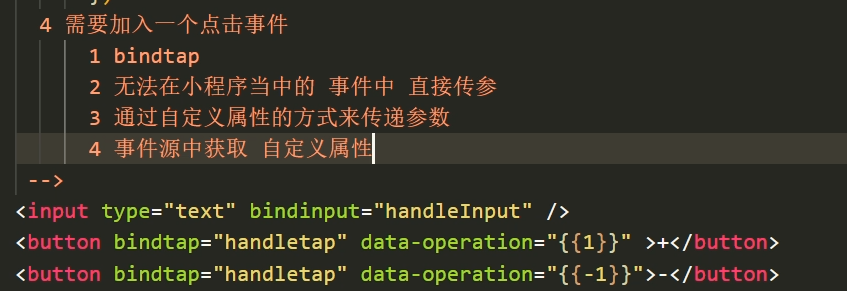 })
4 需要加入一个点击事件
1 bindtap
2 无法在小程序当中的 事件中 直接传参
3 通过自定义属性的方式来传递参数
4 事件源中获取 自定义属性
-->
<input type="text" bindinput="handleInput" />
<button bindtap="handletap" data-operation="{{1}}" >+</button>
<button bindtap="handletap" data-operation="{{-1}}">-</button>